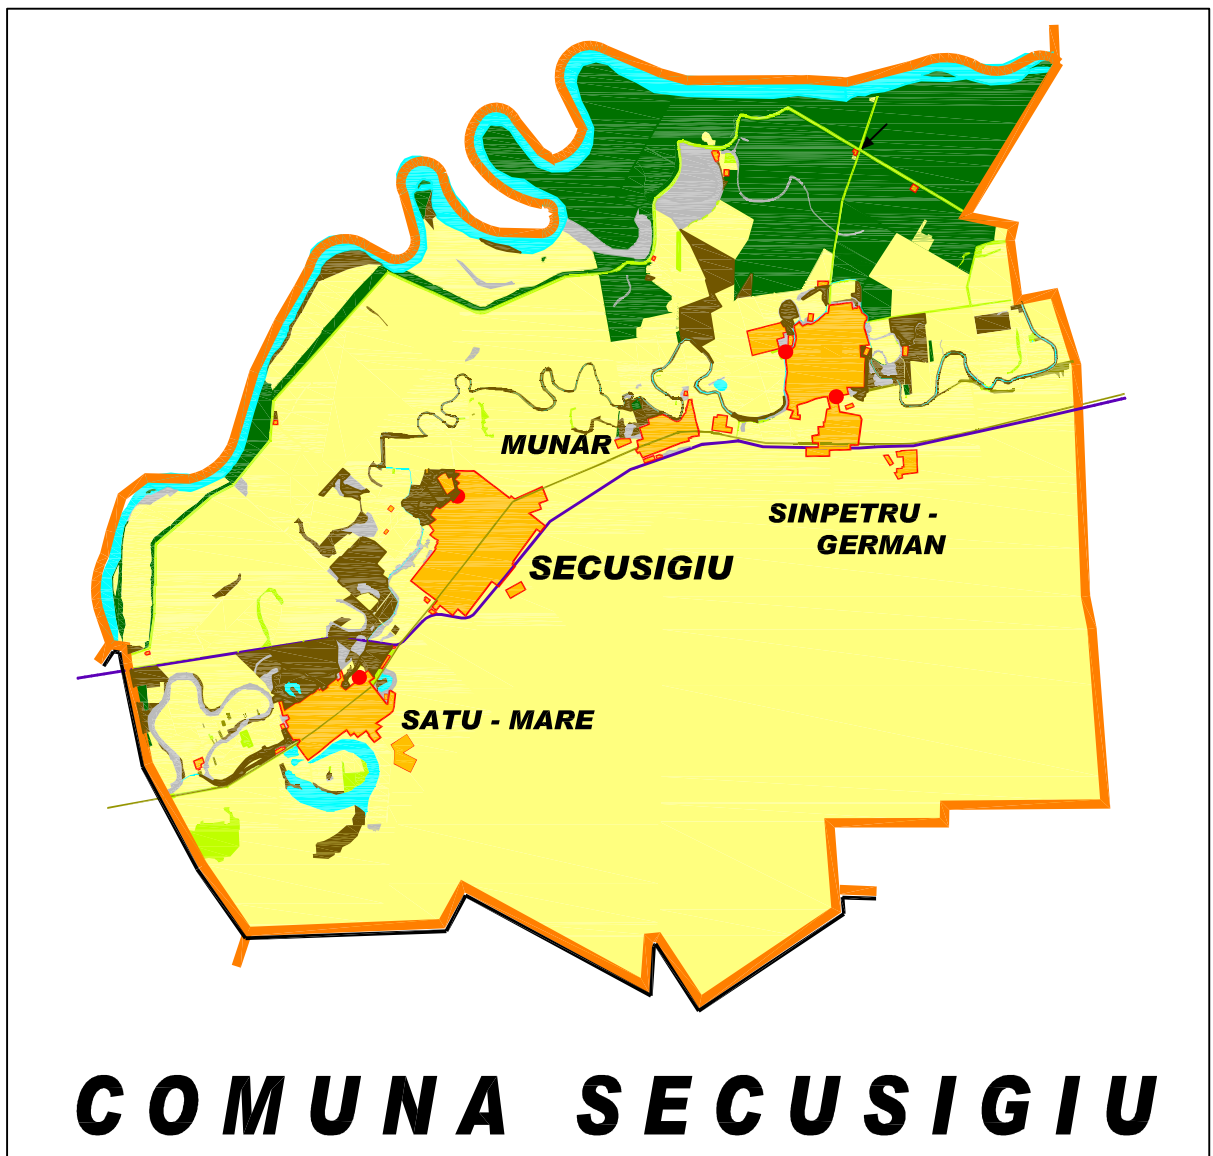 MUNAR
SINPETRU -
GERMAN
SECUSIGIU
SATU - MARE
COMUNA SECUSIGIU